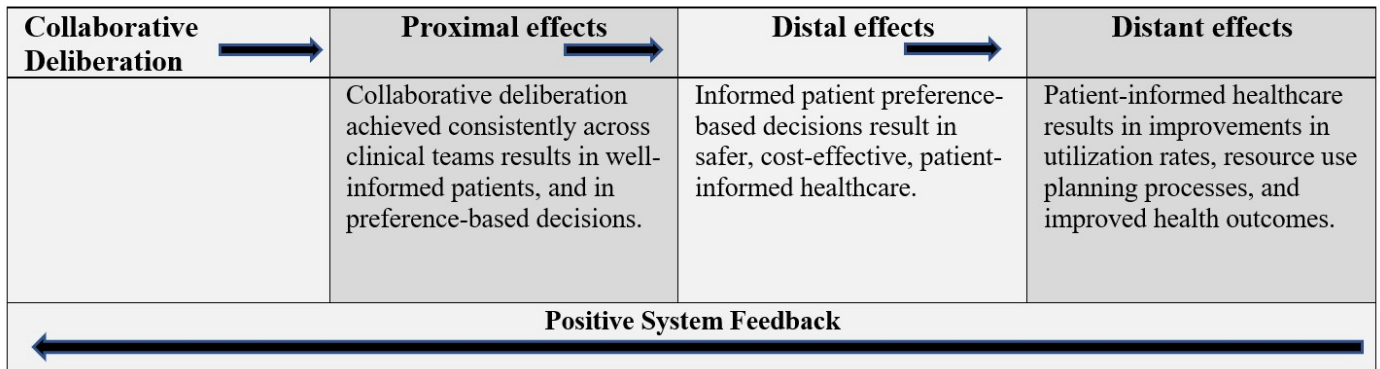 Collaborative
Deliberation
Proximal effects
Distal effects
Distant effects
Collaborative deliberation
achieved consistently across
clinical teams results in well-
informed patients, and in
preference-based decisions.
Informed patient preference-
based decisions result in
safer, cost-effective, patient-
informed healthcare.
Patient-informed healthcare
results in improvements in
utilization rates, resource use
planning processes, and
improved health outcomes.
Positive System Feedback